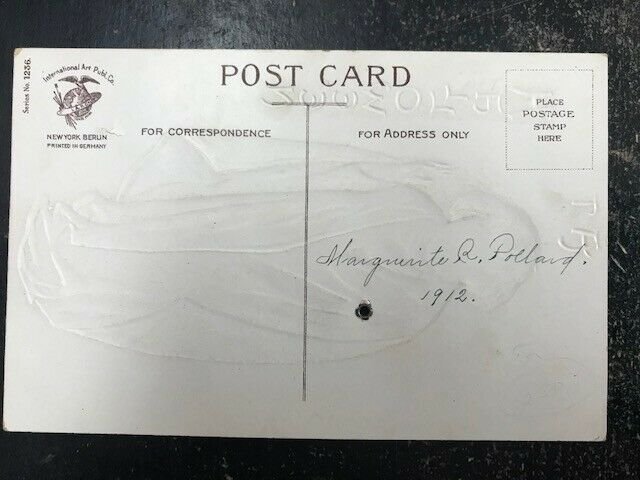 Series No. 1236.
International Art Publ. Co.
NEW YORK BERLIN
PRINTED IN GERMANY
POST CARD
FOR CORRESPONDENCE
FOR ADDRESS ONLY
PLACE
POSTAGE
STAMP
HERE
Marguerite R. Pollard.
1912.